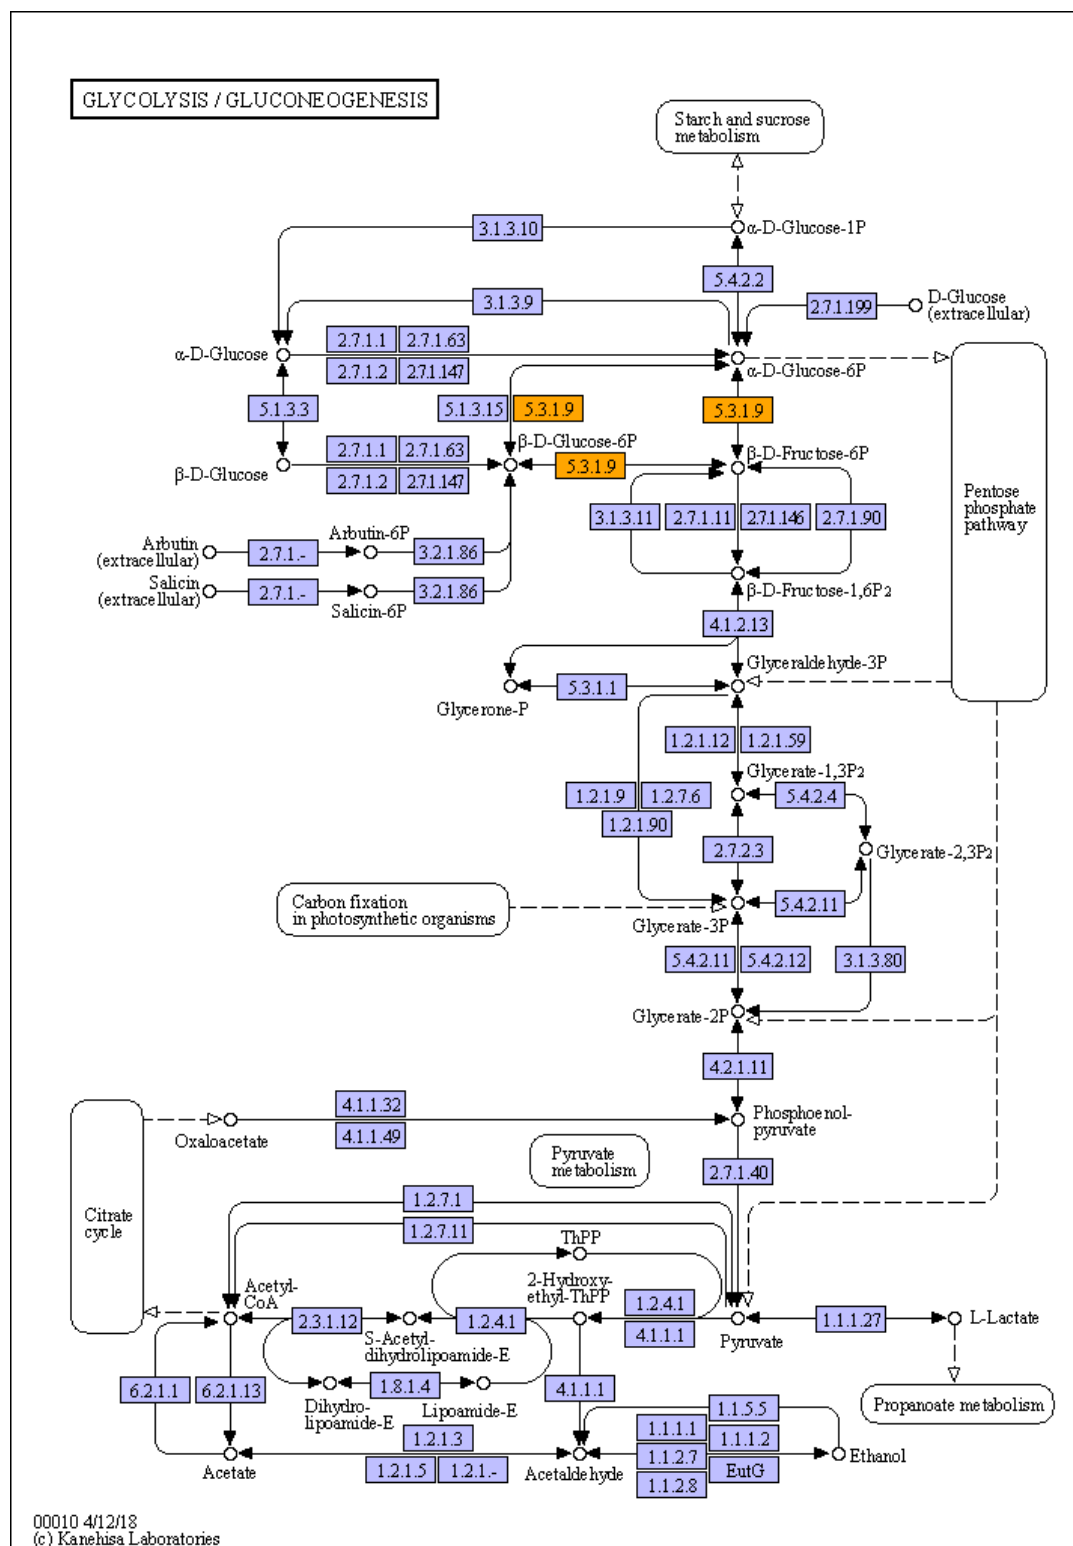 GLYCOLYSIS / GLUCONEOGENESIS
Starch and sucrose
metabolism
3.1.3.10
α-D-Glucose-1P
5.4.2.2
3.1.3.9
2.7.1.199
D-Glucose
(extracellular)
2.7.1.1
2.7.1.63
α-D-Glucose
2.7.1.2
2.7.1.147
α-D-Glucose-6P
5.1.3.3
5.1.3.15
5.3.1.9
5.3.1.9
2.7.1.1
2.7.1.63
β-D-Glucose-6P
β-D-Fructose-6P
β-D-Glucose
2.7.1.2
2.7.1.147
5.3.1.9
Pentose
phosphate
pathway
3.1.3.11
2.7.1.11
2.7.1.146
2.7.1.90
Arbutin
(extracellular)
2.7.1.-
Arbutin-6P
3.2.1.86
Salicin
(extracellular)
2.7.1.-
Salicin-6P
3.2.1.86
β-D-Fructose-1,6P2
4.1.2.13
Glyceraldehyde-3P
5.3.1.1
Glycerone-P
1.2.1.12
1.2.1.59
Glycerate-1,3P2
1.2.1.9
1.2.7.6
5.4.2.4
1.2.1.90
2.7.2.3
Glycerate-2,3P2
Carbon fixation
in photosynthetic organisms
5.4.2.11
Glycerate-3P
5.4.2.11
5.4.2.12
3.1.3.80
Glycerate-2P
4.2.1.11
4.1.1.32
Oxaloacetate
4.1.1.49
Phosphoenol-
pyruvate
Pyruvate
metabolism
2.7.1.40
Citrate
cycle
1.2.7.1
1.2.7.11
ThPP
2-Hydroxy-
ethyl-ThPP
Acetyl-
CoA
2.3.1.12
S-Acetyl-
dihydrolipoamide-E
1.2.4.1
1.2.4.1
4.1.1.1
Pyruvate
1.1.1.27
L-Lactate
6.2.1.1
6.2.1.13
Dihydro-
lipoamide-E
1.8.1.4
Lipoamide-E
4.1.1.1
Propanoate metabolism
1.1.5.5
1.1.1.1
1.1.1.2
1.2.1.3
Acetate
1.2.1.5
1.2.1.-
Acetaldehyde
1.1.2.7
EutG
1.1.2.8
Ethanol
00010 4/12/18
(c) Kanehisa Laboratories